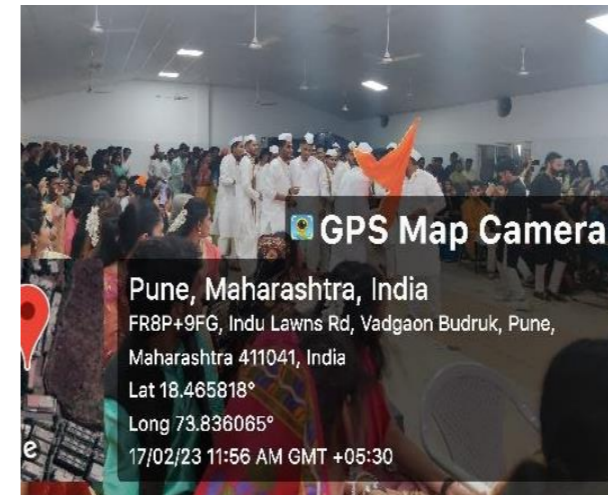 GPS Map Camera
Pune, Maharashtra, India
FR8P+9FG, Indu Lawns Rd, Vadgaon Budruk, Pune,
Maharashtra 411041, India
Lat 18.465818°
Long 73.836065°
17/02/23 11:56 AM GMT +05:30
e